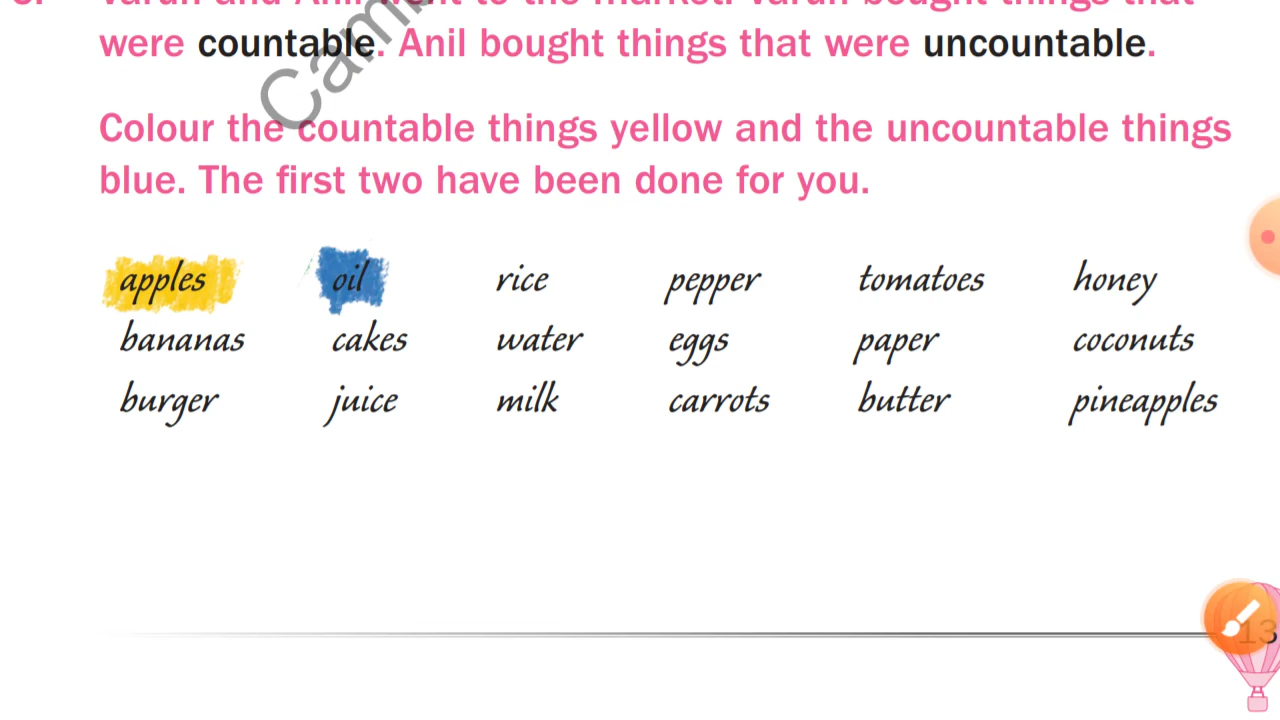 were countable. Anil bought things that were uncountable.
Colour the countable things yellow and the uncountable things
blue. The first two have been done for you.
apples oil rice pepper tomatoes honey
bananas cakes water eggs paper coconuts
burger juice milk carrots butter pineapples
13